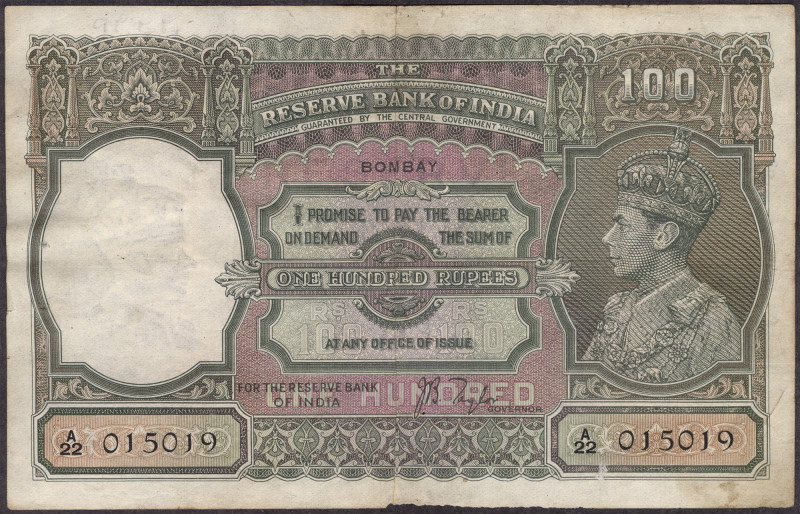 THE
RESERVE BANK OF INDIA
GUARANTEED BY THE CENTRAL GOVERNMENT
100
BOMBAY
I PROMISE TO PAY THE BEARER
ON DEMAND THE SUM OF
ONE HUNDRED RUPEES
RS RS
100 100
AT ANY OFFICE OF ISSUE
FOR THE RESERVE BANK
OF INDIA
HUNDRED
J.B. Taylor
GOVERNOR
A/22 015019
A/22 015019